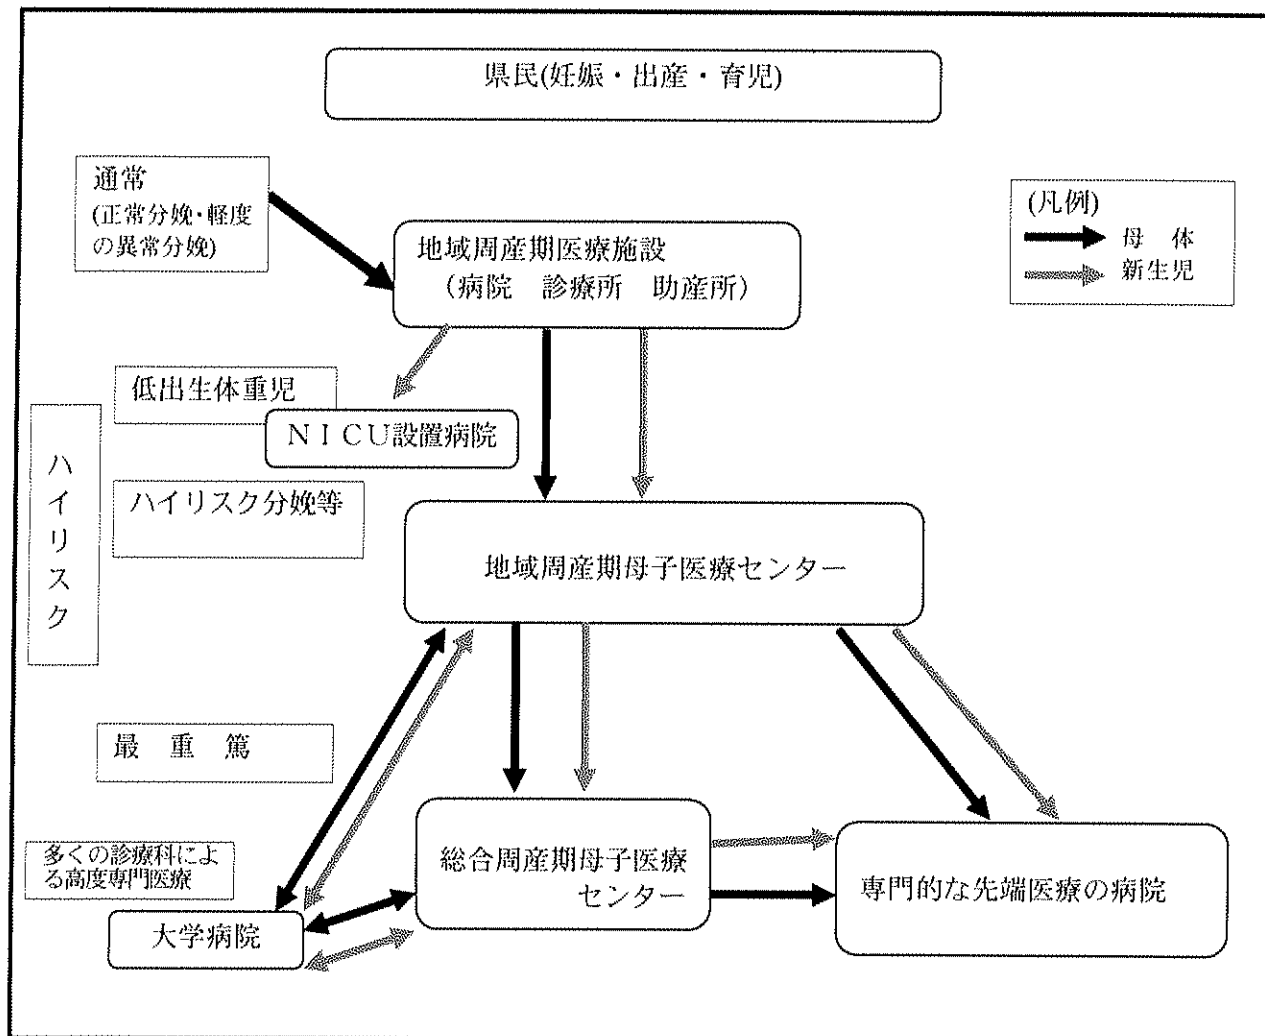 県民(妊娠・出産・育児)
通常
(正常分娩・軽度
の異常分娩)
(凡例)
母　体
新生児
地域周産期医療施設
（病院　診療所　助産所）
低出生体重児
ＮＩＣＵ設置病院
ハイリスク
ハイリスク分娩等
地域周産期母子医療センター
最　重　篤
多くの診療科によ
る高度専門医療
総合周産期母子医療
センター
専門的な先端医療の病院
大学病院